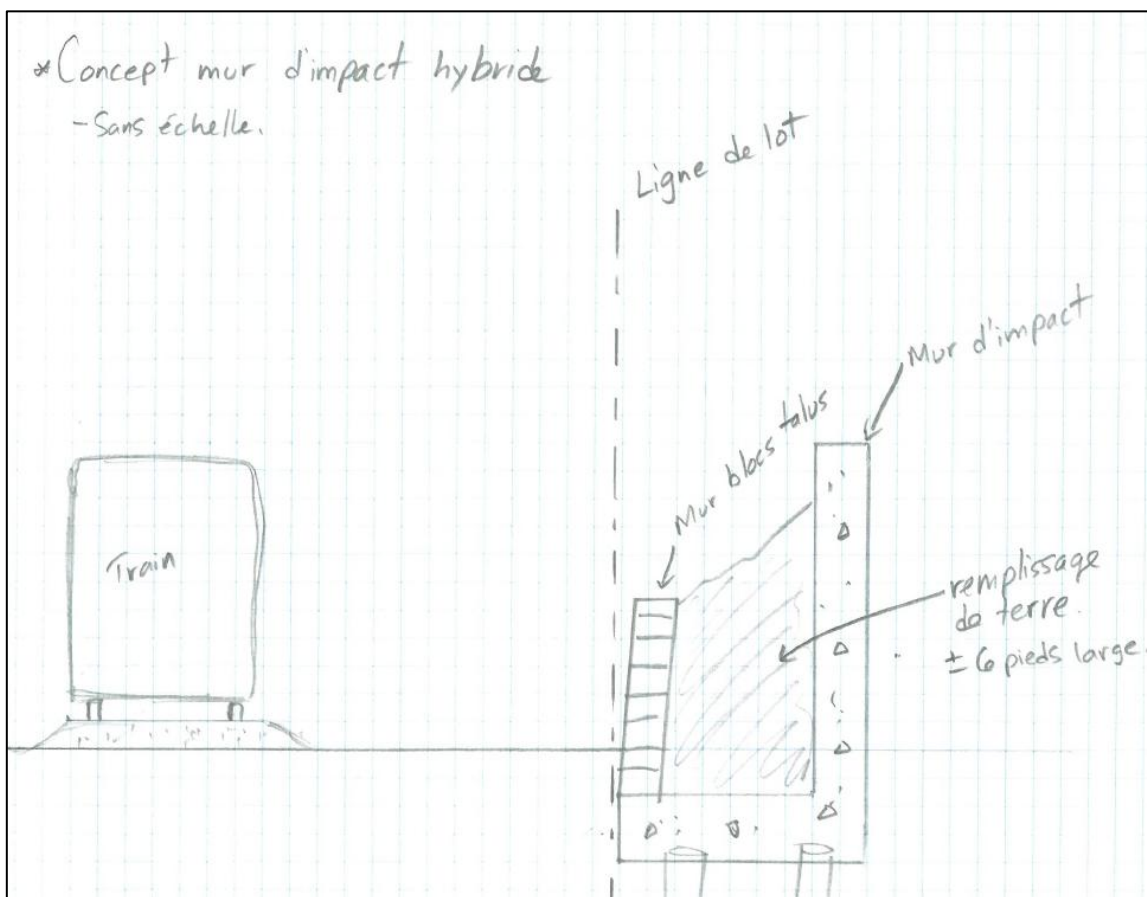 *Concept mur d'impact hybride
-Sans échelle.
Ligne de lot
Mur d'impact
Mur blocs talus
Train
remplissage
de terre.
± 6 pieds large.